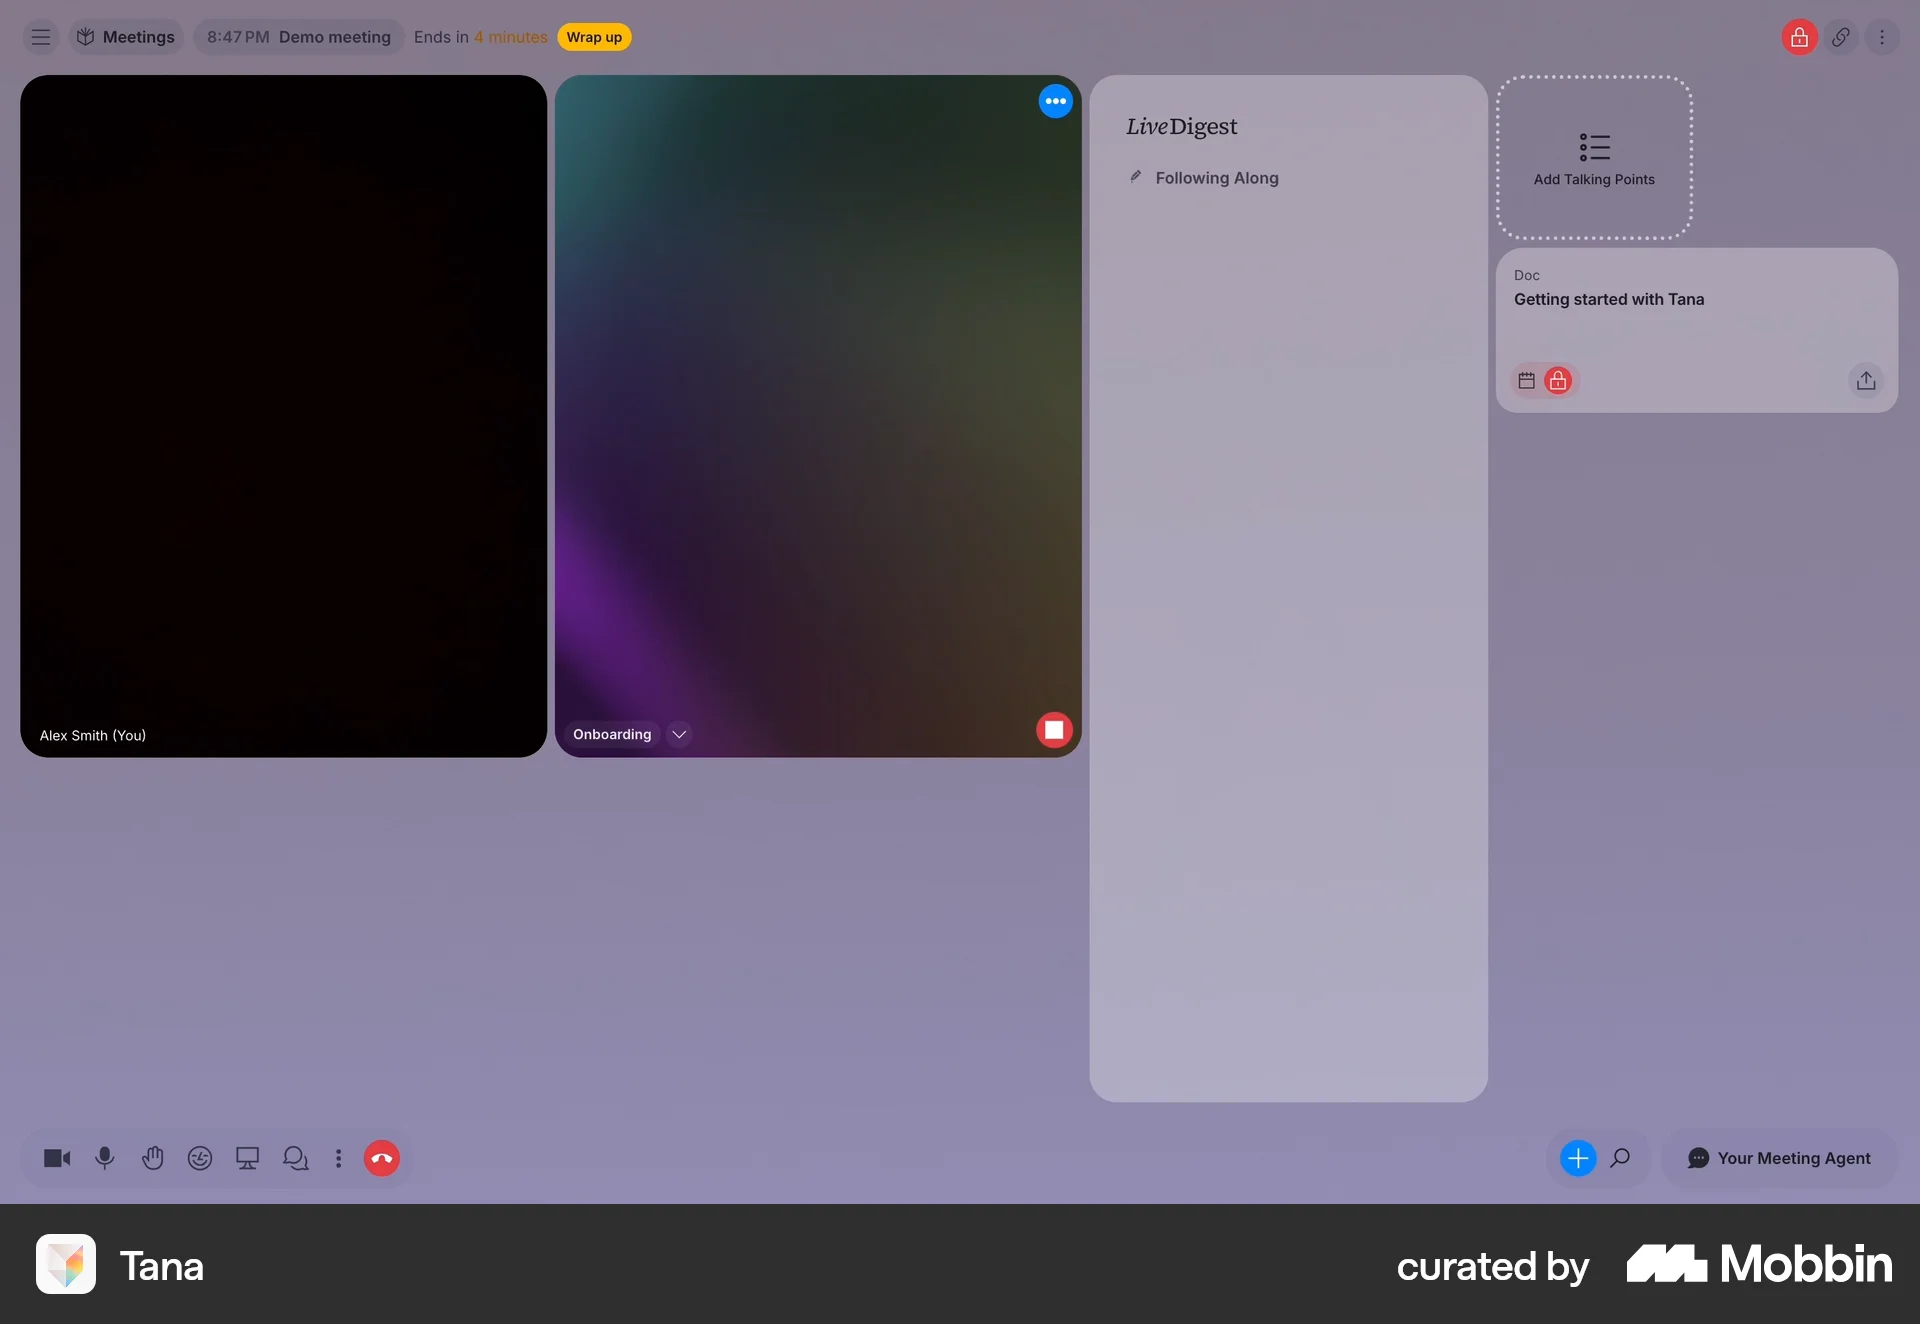 Meetings
8:47 PM Demo meeting
Ends in 4 minutes
Wrap up
LiveDigest
Following Along
Add Talking Points
Doc
Getting started with Tana
Alex Smith (You)
Onboarding
Your Meeting Agent
Tana
curated by Mobbin